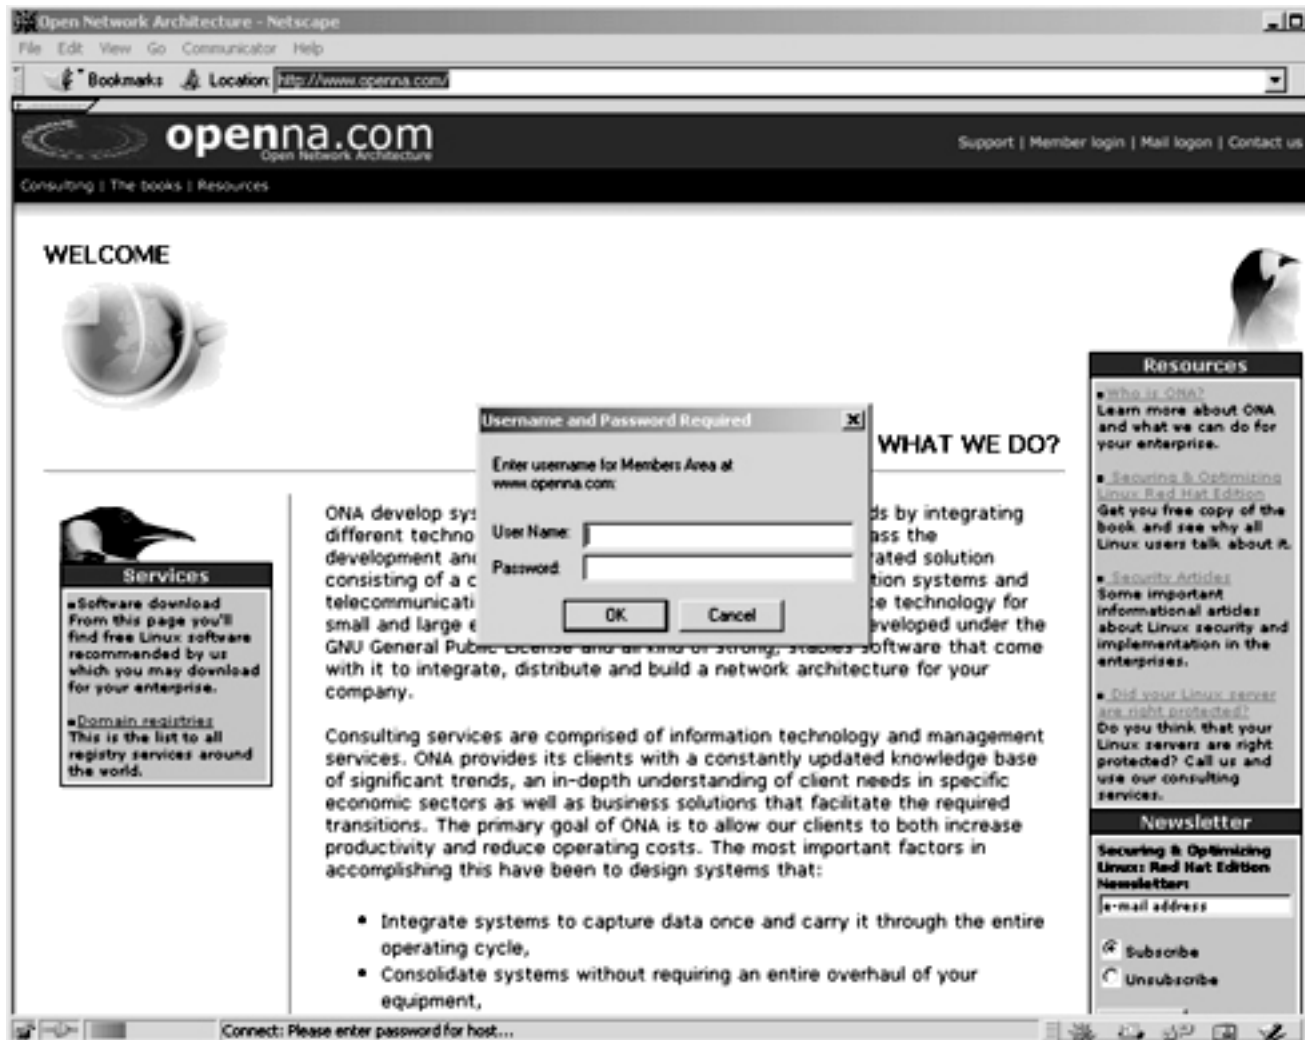 Open Network Architecture - Netscape
File Edit View Go Communicator Help
Bookmarks Location: http://www.openna.com/
openna.com
Open Network Architecture
Support | Member login | Mail logon | Contact us
Consulting | The books | Resources
WELCOME
WHAT WE DO?
Username and Password Required
Enter username for Members Area at
www.openna.com:
User Name:
Password:
OK Cancel
Services
Software download
From this page you'll
find free Linux software
recommended by us
which you may download
for your enterprise.
Domain registries
This is the list to all
registry services around
the world.
ONA develop sys ds by integrating
different techno ass the
development and rated solution
consisting of a c tion systems and
telecommunicati e technology for
small and large e eveloped under the
GNU General Public License and all kind of strong, stables software that come
with it to integrate, distribute and build a network architecture for your
company.
Consulting services are comprised of information technology and management
services. ONA provides its clients with a constantly updated knowledge base
of significant trends, an in-depth understanding of client needs in specific
economic sectors as well as business solutions that facilitate the required
transitions. The primary goal of ONA is to allow our clients to both increase
productivity and reduce operating costs. The most important factors in
accomplishing this have been to design systems that:
• Integrate systems to capture data once and carry it through the entire
operating cycle,
• Consolidate systems without requiring an entire overhaul of your
equipment,
Resources
Who is ONA?
Learn more about ONA
and what we can do for
your enterprise.
Securing & Optimizing
Linux Red Hat Edition
Get you free copy of the
book and see why all
Linux users talk about it.
Security Articles
Some important
informational articles
about Linux security and
implementation in the
enterprises.
Did your Linux server
are right protected?
Do you think that your
Linux servers are right
protected? Call us and
use our consulting
services.
Newsletter
Securing & Optimizing
Linux: Red Hat Edition
Newsletter:
e-mail address
Subscribe
Unsubscribe
Connect: Please enter password for host...